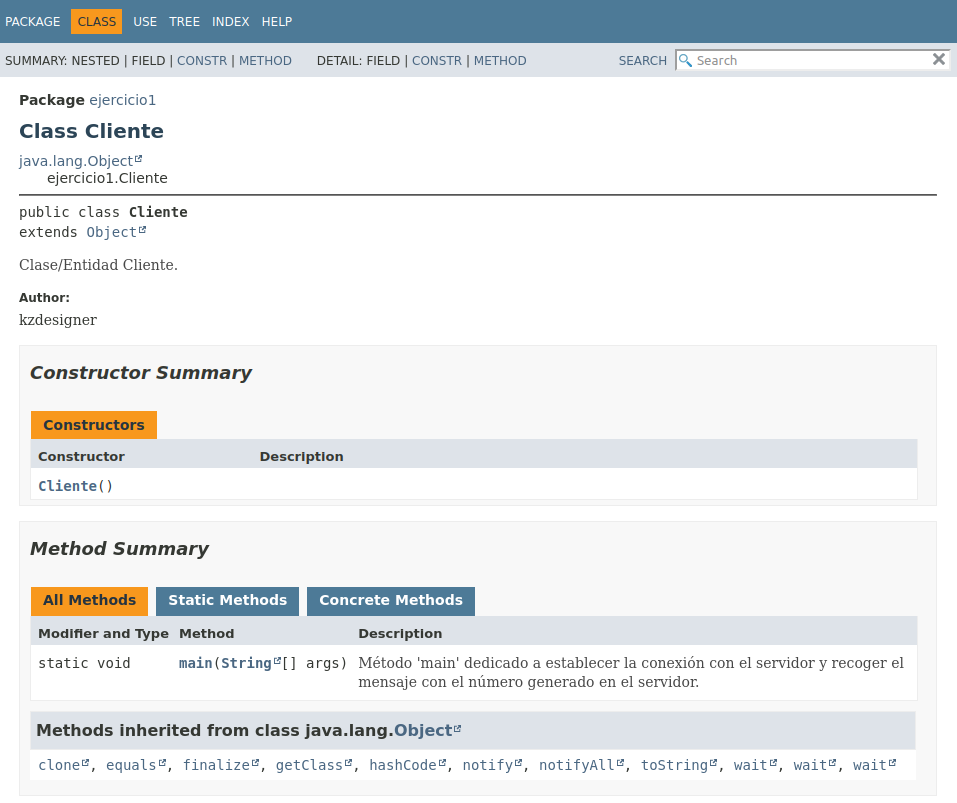 PACKAGE CLASS USE TREE INDEX HELP
SUMMARY: NESTED | FIELD | CONSTR | METHOD DETAIL: FIELD | CONSTR | METHOD SEARCH Search
Package ejercicio1
Class Cliente
java.lang.Object
ejercicio1.Cliente
public class Cliente
extends Object
Clase/Entidad Cliente.
Author:
kzdesigner
Constructor Summary
Constructors
Constructor Description
Cliente()
Method Summary
All Methods Static Methods Concrete Methods
Modifier and Type Method Description
static void main(String[] args) Método 'main' dedicado a establecer la conexión con el servidor y recoger el
mensaje con el número generado en el servidor.
Methods inherited from class java.lang.Object
clone, equals, finalize, getClass, hashCode, notify, notifyAll, toString, wait, wait, wait